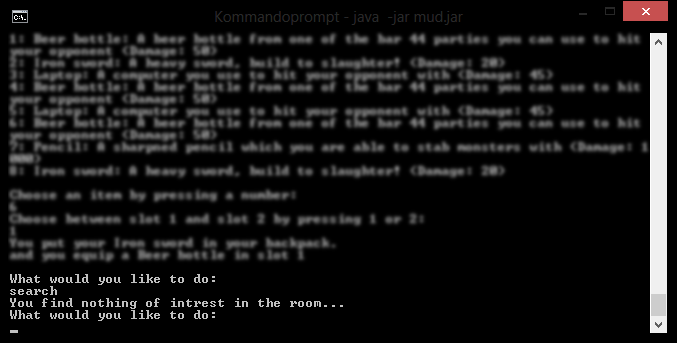 Kommandoprompt - java -jar mud.jar
1: Beer bottle: A beer bottle from one of the bar 44 parties you can use to hit
your opponent (Damage: 50)
2: Iron sword: A heavy sword, build to slaughter! (Damage: 20)
3: Laptop: A computer you use to hit your opponent with (Damage: 45)
4: Beer bottle: A beer bottle from one of the bar 44 parties you can use to hit
your opponent (Damage: 50)
5: Laptop: A computer you use to hit your opponent with (Damage: 45)
6: Beer bottle: A beer bottle from one of the bar 44 parties you can use to hit
your opponent (Damage: 50)
7: Pencil: A sharpned pencil which you are able to stab monsters with (Damage: 1
000)
8: Iron sword: A heavy sword, build to slaughter! (Damage: 20)
Choose an item by pressing a number:
6
Choose between slot 1 and slot 2 by pressing 1 or 2:
1
You put your Iron sword in your backpack.
and you equip a Beer bottle in slot 1
What would you like to do:
search
You find nothing of intrest in the room...
What would you like to do: